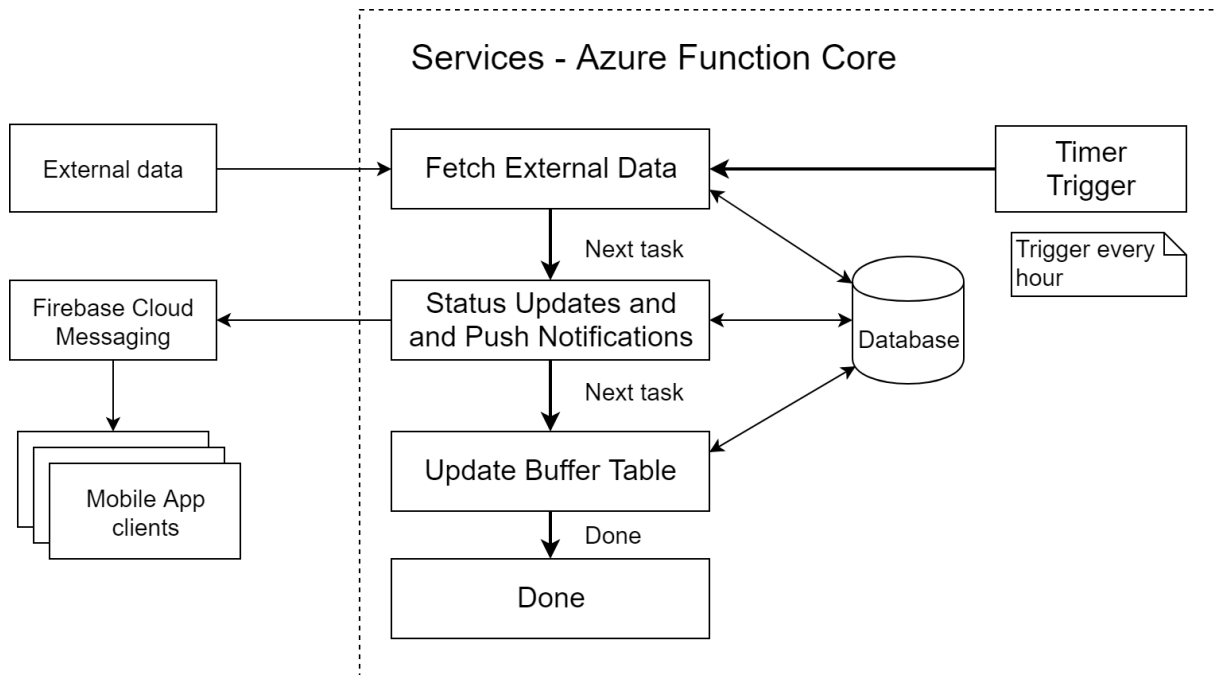 Services - Azure Function Core
External data
Fetch External Data
Timer
Trigger
Next task
Trigger every
hour
Firebase Cloud
Messaging
Status Updates and
and Push Notifications
Database
Next task
Mobile App
clients
Update Buffer Table
Done
Done